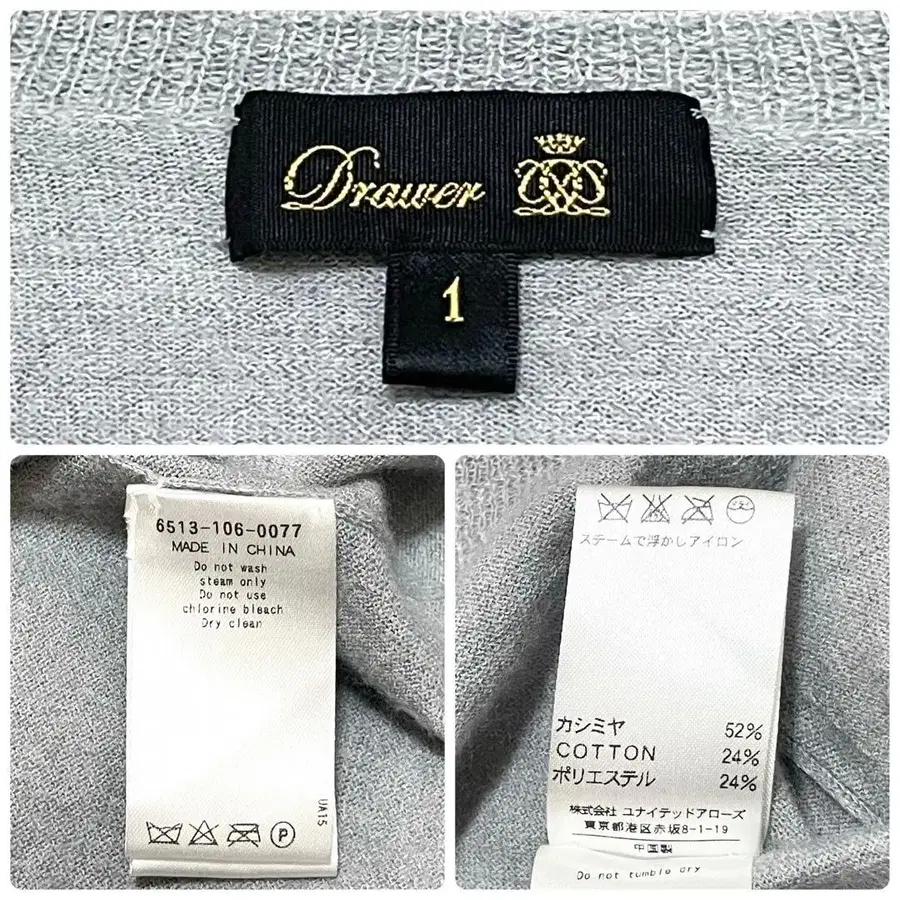 Drawer
1
6513-106-0077
MADE IN CHINA
Do not wash
steam only
Do not use
chlorine bleach
Dry clean
UA15
P
スチームで浮かしアイロン
カシミヤ 52%
COTTON 24%
ポリエステル 24%
株式会社 ユナイテッドアローズ
東京都港区赤坂8-1-19
中国製
Do not tumble dry